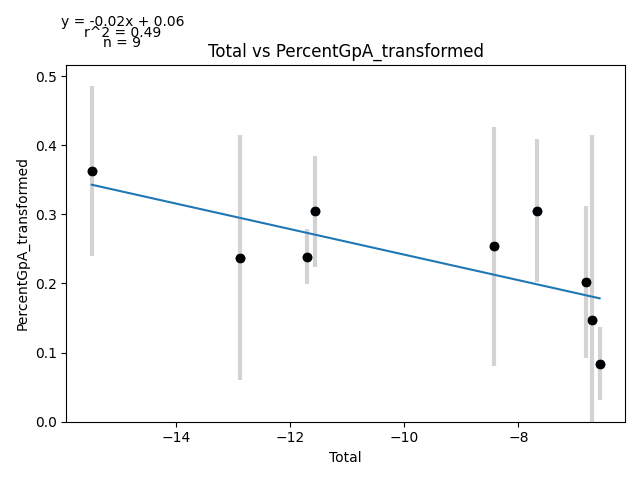 y = -0.02x + 0.06
r^2 = 0.49
n = 9
Total vs PercentGpA_transformed
0.5
0.4
0.3
0.2
0.1
0.0
PercentGpA_transformed
−14
−12
−10
−8
Total